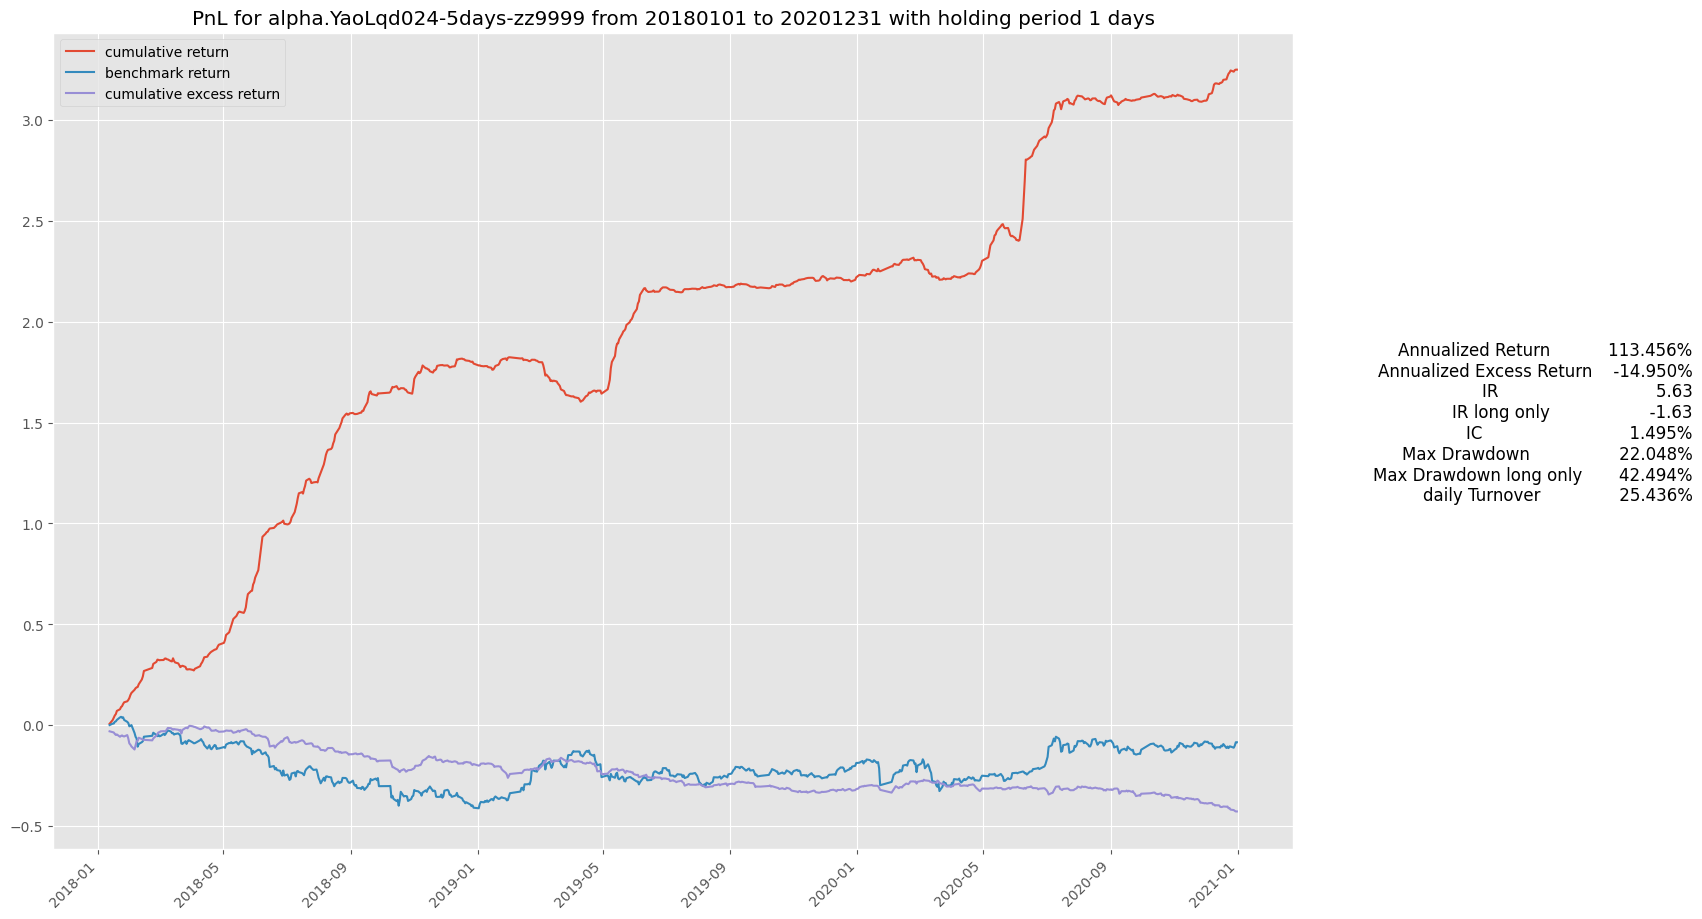 PnL for alpha.YaoLqd024-5days-zz9999 from 20180101 to 20201231 with holding period 1 days
cumulative return
benchmark return
cumulative excess return
3.0
2.5
2.0
1.5
1.0
0.5
0.0
−0.5
2018-01
2018-05
2018-09
2019-01
2019-05
2019-09
2020-01
2020-05
2020-09
2021-01
Annualized Return 113.456%
Annualized Excess Return -14.950%
IR 5.63
IR long only -1.63
IC 1.495%
Max Drawdown 22.048%
Max Drawdown long only 42.494%
daily Turnover 25.436%